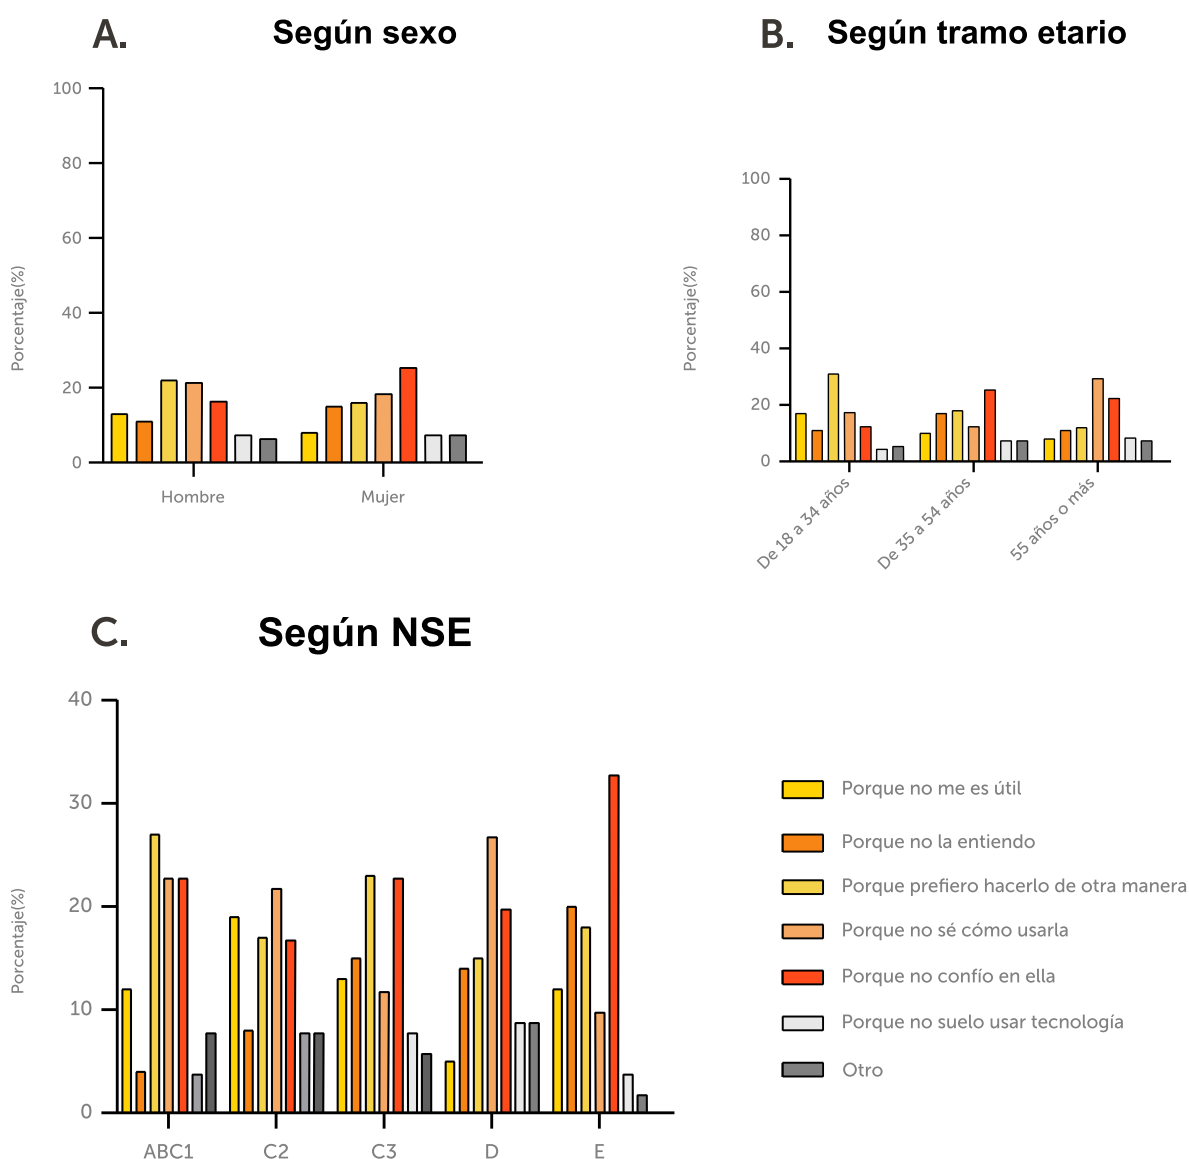 A. Según sexo
Porcentaje(%)
100
80
60
40
20
0
Hombre Mujer
B. Según tramo etario
Porcentaje(%)
100
80
60
40
20
0
De 18 a 34 años
De 35 a 54 años
55 años o más
C. Según NSE
Porcentaje(%)
40
30
20
10
0
ABC1 C2 C3 D E
Porque no me es útil
Porque no la entiendo
Porque prefiero hacerlo de otra manera
Porque no sé cómo usarla
Porque no confío en ella
Porque no suelo usar tecnología
Otro